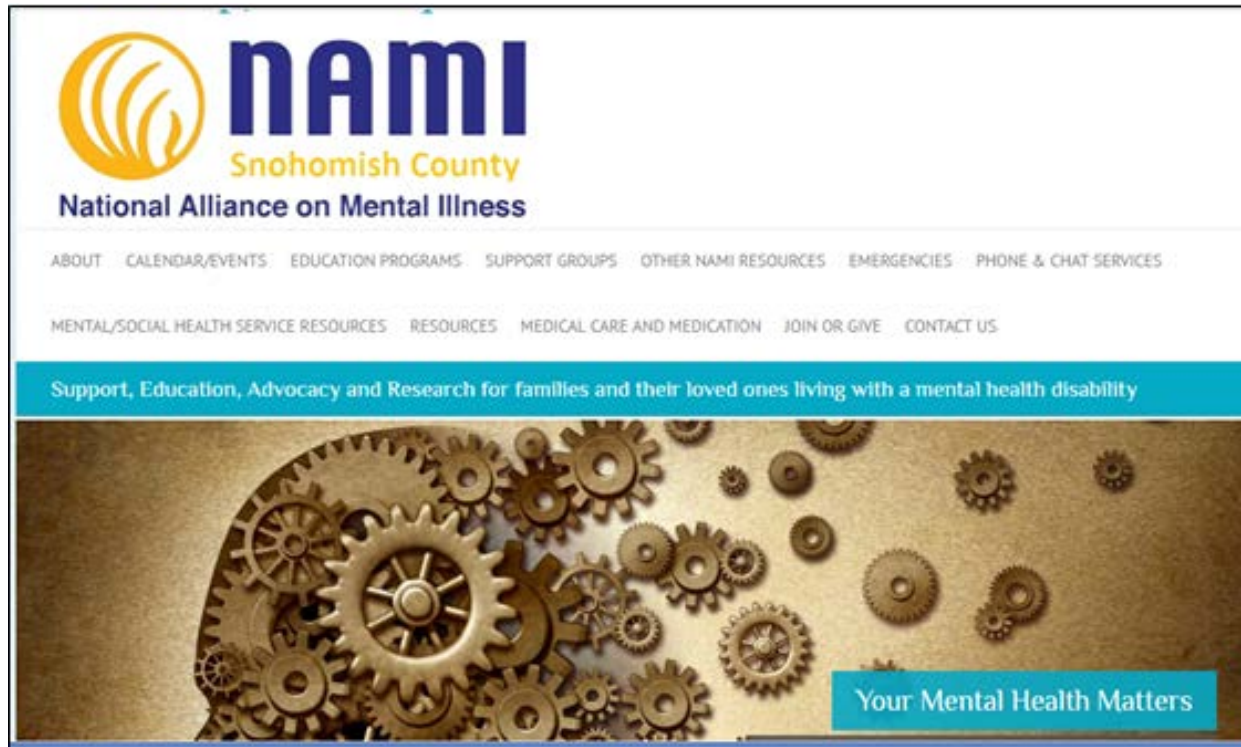 nAMI
Snohomish County
National Alliance on Mental Illness
ABOUT CALENDAR/EVENTS EDUCATION PROGRAMS SUPPORT GROUPS OTHER NAMI RESOURCES EMERGENCIES PHONE & CHAT SERVICES
MENTAL/SOCIAL HEALTH SERVICE RESOURCES RESOURCES MEDICAL CARE AND MEDICATION JOIN OR GIVE CONTACT US
Support, Education, Advocacy and Research for families and their loved ones living with a mental health disability
Your Mental Health Matters